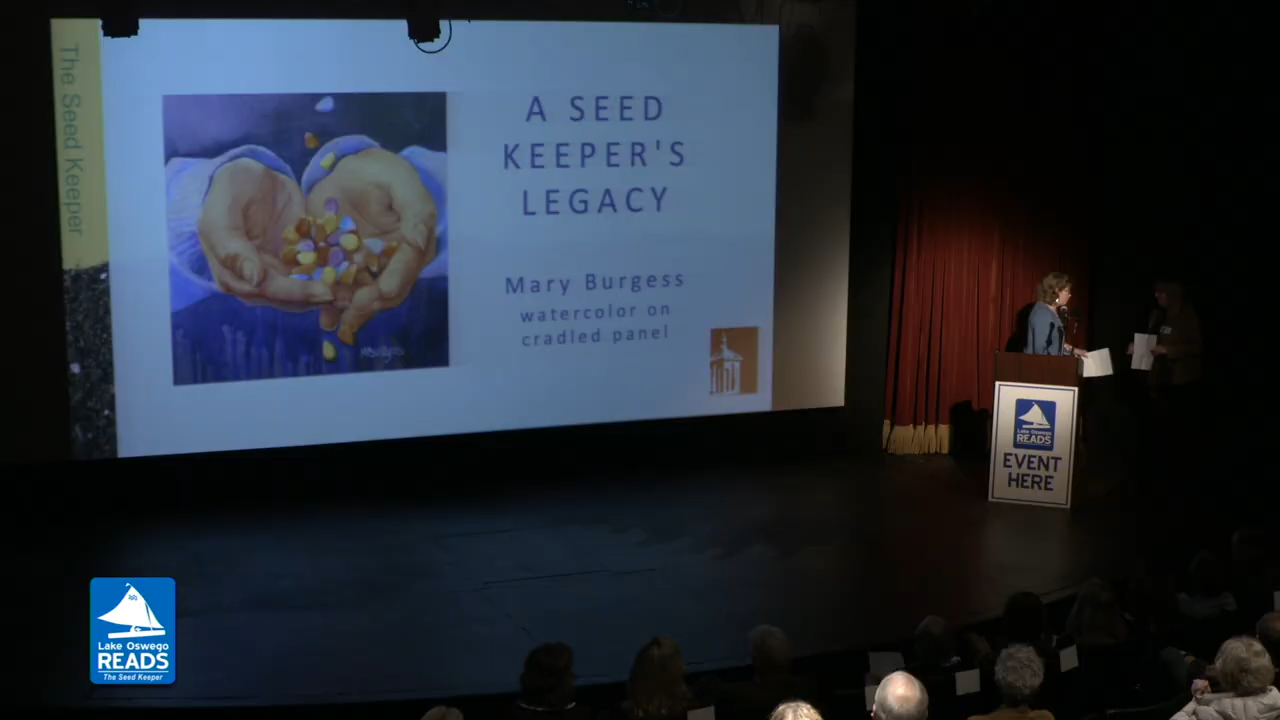 The Seed Keeper
A SEED
KEEPER'S
LEGACY
Mary Burgess
watercolor on
cradled panel
Lake Oswego
READS
EVENT
HERE
Lake Oswego
READS
The Seed Keeper